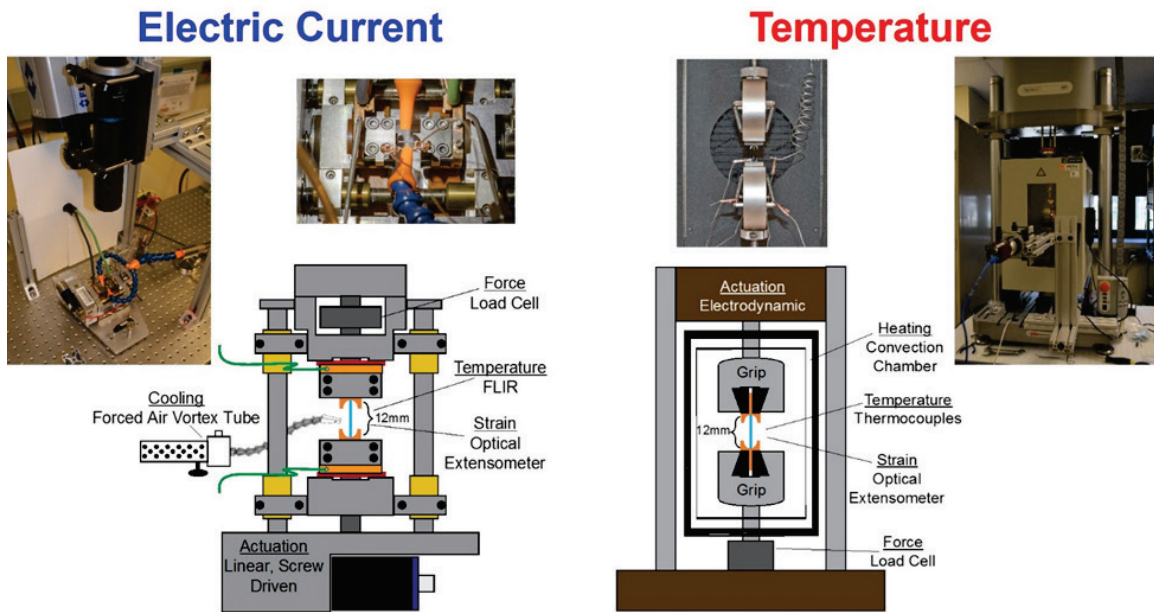 Electric Current
Temperature
Force
Load Cell
Temperature
FLIR
12mm
Strain
Optical
Extensometer
Cooling
Forced Air Vortex Tube
Actuation
Linear, Screw
Driven
Actuation
Electrodynamic
Heating
Convection
Chamber
Grip
Temperature
Thermocouples
12mm
Strain
Optical
Extensometer
Grip
Force
Load Cell